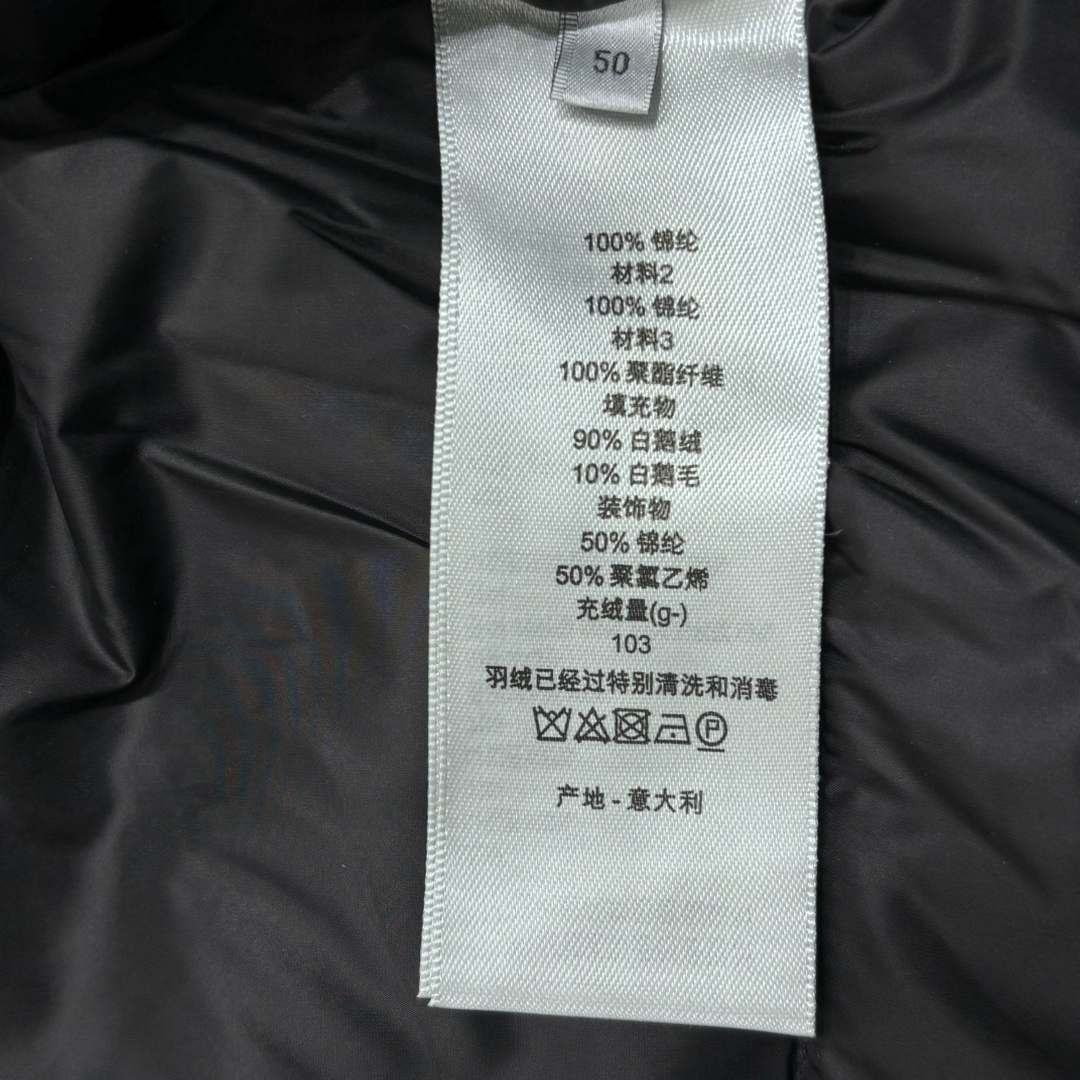 50
100% 锦纶
材料2
100% 锦纶
材料3
100% 聚酯纤维
填充物
90% 白鹅绒
10% 白鹅毛
装饰物
50% 锦纶
50% 聚氯乙烯
充绒量(g-)
103
羽绒已经过特别清洗和消毒
P
产地 - 意大利